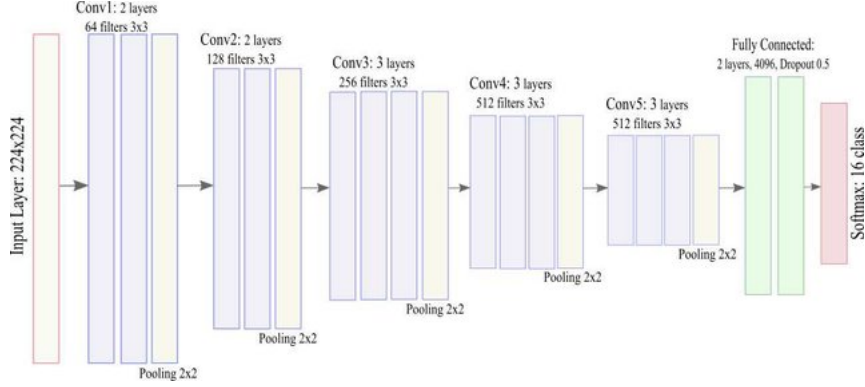 Input Layer: 224x224
Conv1: 2 layers
64 filters 3x3
Pooling 2x2
Conv2: 2 layers
128 filters 3x3
Pooling 2x2
Conv3: 3 layers
256 filters 3x3
Pooling 2x2
Conv4: 3 layers
512 filters 3x3
Pooling 2x2
Conv5: 3 layers
512 filters 3x3
Pooling 2x2
Fully Connected:
2 layers, 4096, Dropout 0.5
Softmax: 16 class